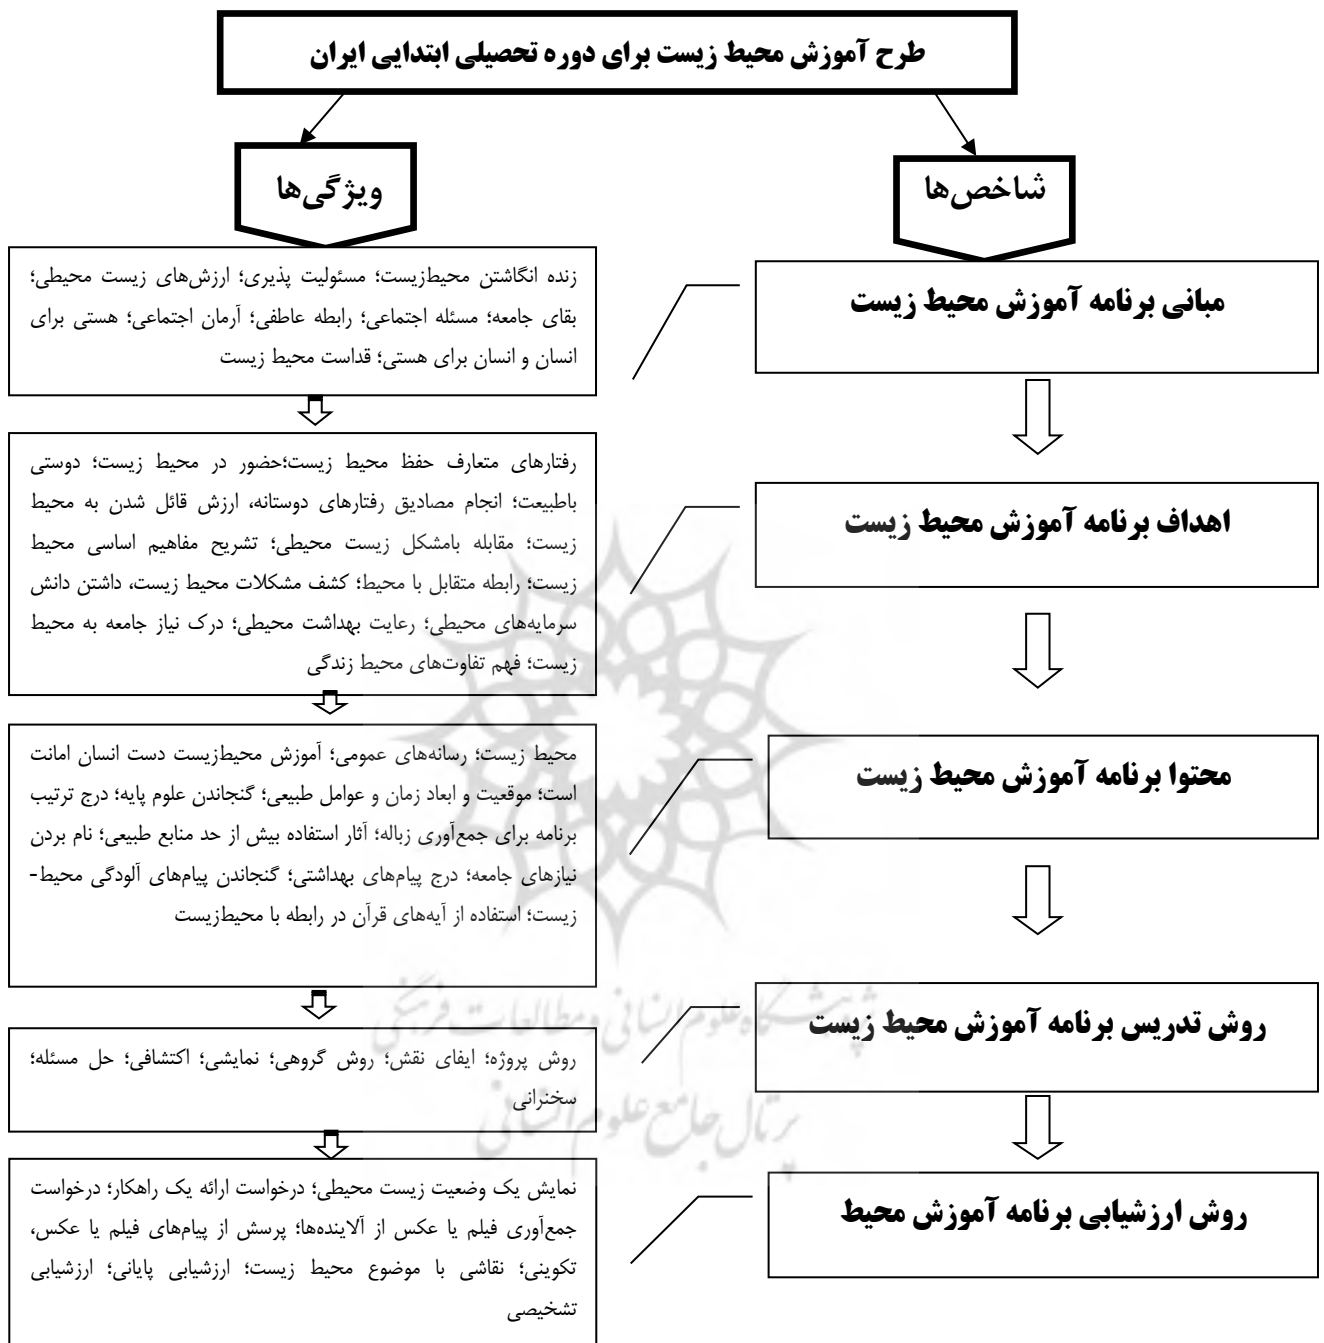 طرح آموزش محیط زیست برای دوره تحصیلی ابتدایی ایران
شاخص‌ها
ویژگی‌ها
مبانی برنامه آموزش محیط زیست
زنده انگاشتن محیط‌زیست؛ مسئولیت پذیری؛ ارزش‌های زیست محیطی؛
بقای جامعه؛ مسئله اجتماعی؛ رابطه عاطفی؛ آرمان اجتماعی؛ هستی برای
انسان و انسان برای هستی؛ قداست محیط زیست
اهداف برنامه آموزش محیط زیست
رفتارهای متعارف حفظ محیط زیست؛حضور در محیط زیست؛ دوستی
باطبیعت؛ انجام مصادیق رفتارهای دوستانه، ارزش قائل شدن به محیط
زیست؛ مقابله بامشکل زیست محیطی؛ تشریح مفاهیم اساسی محیط
زیست؛ رابطه متقابل با محیط؛ کشف مشکلات محیط زیست، داشتن دانش
سرمایه‌های محیطی؛ رعایت بهداشت محیطی؛ درک نیاز جامعه به محیط
زیست؛ فهم تفاوت‌های محیط زندگی
محتوا برنامه آموزش محیط زیست
محیط زیست؛ رسانه‌های عمومی؛ آموزش محیط‌زیست دست انسان امانت
است؛ موقعیت و ابعاد زمان و عوامل طبیعی؛ گنجاندن علوم پایه؛ درج ترتیب
برنامه برای جمع‌آوری زباله؛ آثار استفاده بیش از حد منابع طبیعی؛ نام بردن
نیازهای جامعه؛ درج پیام‌های بهداشتی؛ گنجاندن پیام‌های آلودگی محیط-
زیست؛ استفاده از آیه‌های قرآن در رابطه با محیط‌زیست
روش تدریس برنامه آموزش محیط زیست
روش پروژه؛ ایفای نقش؛ روش گروهی؛ نمایشی؛ اکتشافی؛ حل مسئله؛
سخنرانی
روش ارزشیابی برنامه آموزش محیط
نمایش یک وضعیت زیست محیطی؛ درخواست ارائه یک راهکار؛ درخواست
جمع‌آوری فیلم یا عکس از آلاینده‌ها؛ پرسش از پیام‌های فیلم یا عکس،
تکوینی؛ نقاشی با موضوع محیط زیست؛ ارزشیابی پایانی؛ ارزشیابی
تشخیصی
پژوهشگاه علوم انسانی و مطالعات فرهنگی
پرتال جامع علوم انسانی